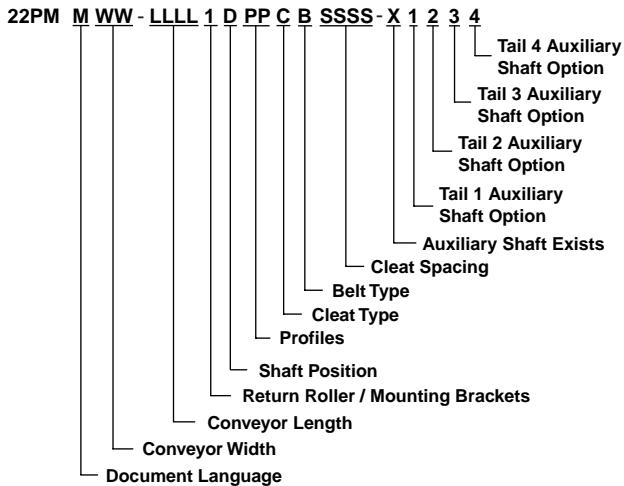 22PM M WW - LLLL 1 D PP C B SSSS - X 1 2 3 4
Tail 4 Auxiliary
Shaft Option
Tail 3 Auxiliary
Shaft Option
Tail 2 Auxiliary
Shaft Option
Tail 1 Auxiliary
Shaft Option
Auxiliary Shaft Exists
Cleat Spacing
Belt Type
Cleat Type
Profiles
Shaft Position
Return Roller / Mounting Brackets
Conveyor Length
Conveyor Width
Document Language